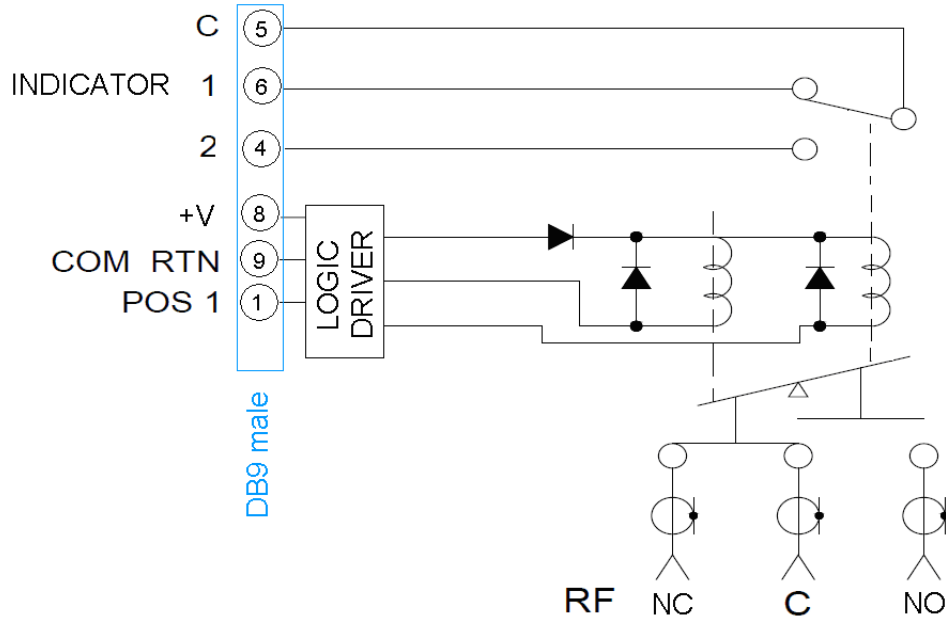 C 5
INDICATOR 1 6
2 4
+V 8
COM RTN 9
POS 1 1
LOGIC
DRIVER
DB9 male
RF NC C NO